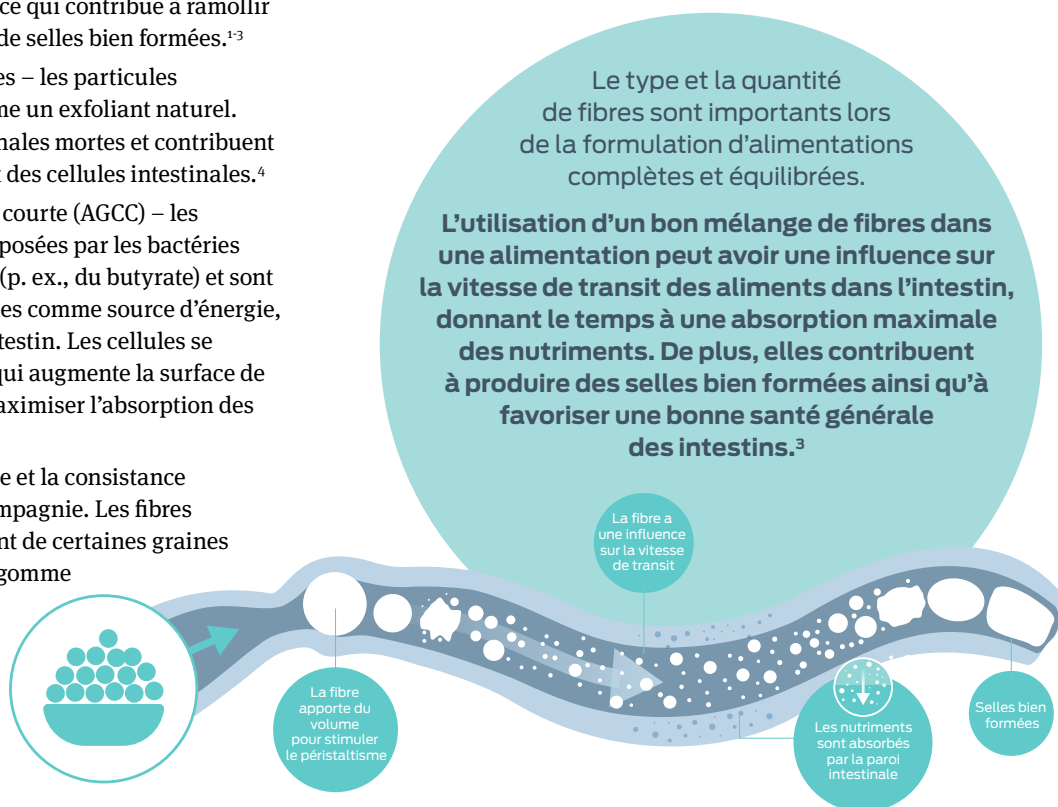 ce qui contribue à ramollir
de selles bien formées.¹⁻³
es – les particules
me un exfoliant naturel.
nales mortes et contribuent
t des cellules intestinales.⁴
courte (AGCC) – les
posées par les bactéries
(p. ex., du butyrate) et sont
les comme source d’énergie,
testin. Les cellules se
qui augmente la surface de
aximiser l’absorption des
e et la consistance
mpagnie. Les fibres
nt de certaines graines
gomme
Le type et la quantité
de fibres sont importants lors
de la formulation d’alimentations
complètes et équilibrées.
L’utilisation d’un bon mélange de fibres dans
une alimentation peut avoir une influence sur
la vitesse de transit des aliments dans l’intestin,
donnant le temps à une absorption maximale
des nutriments. De plus, elles contribuent
à produire des selles bien formées ainsi qu’à
favoriser une bonne santé générale
des intestins.³
La fibre a
une influence
sur la vitesse
de transit
La fibre
apporte du
volume
pour stimuler
le péristaltisme
Les nutriments
sont absorbés
par la paroi
intestinale
Selles bien
formées